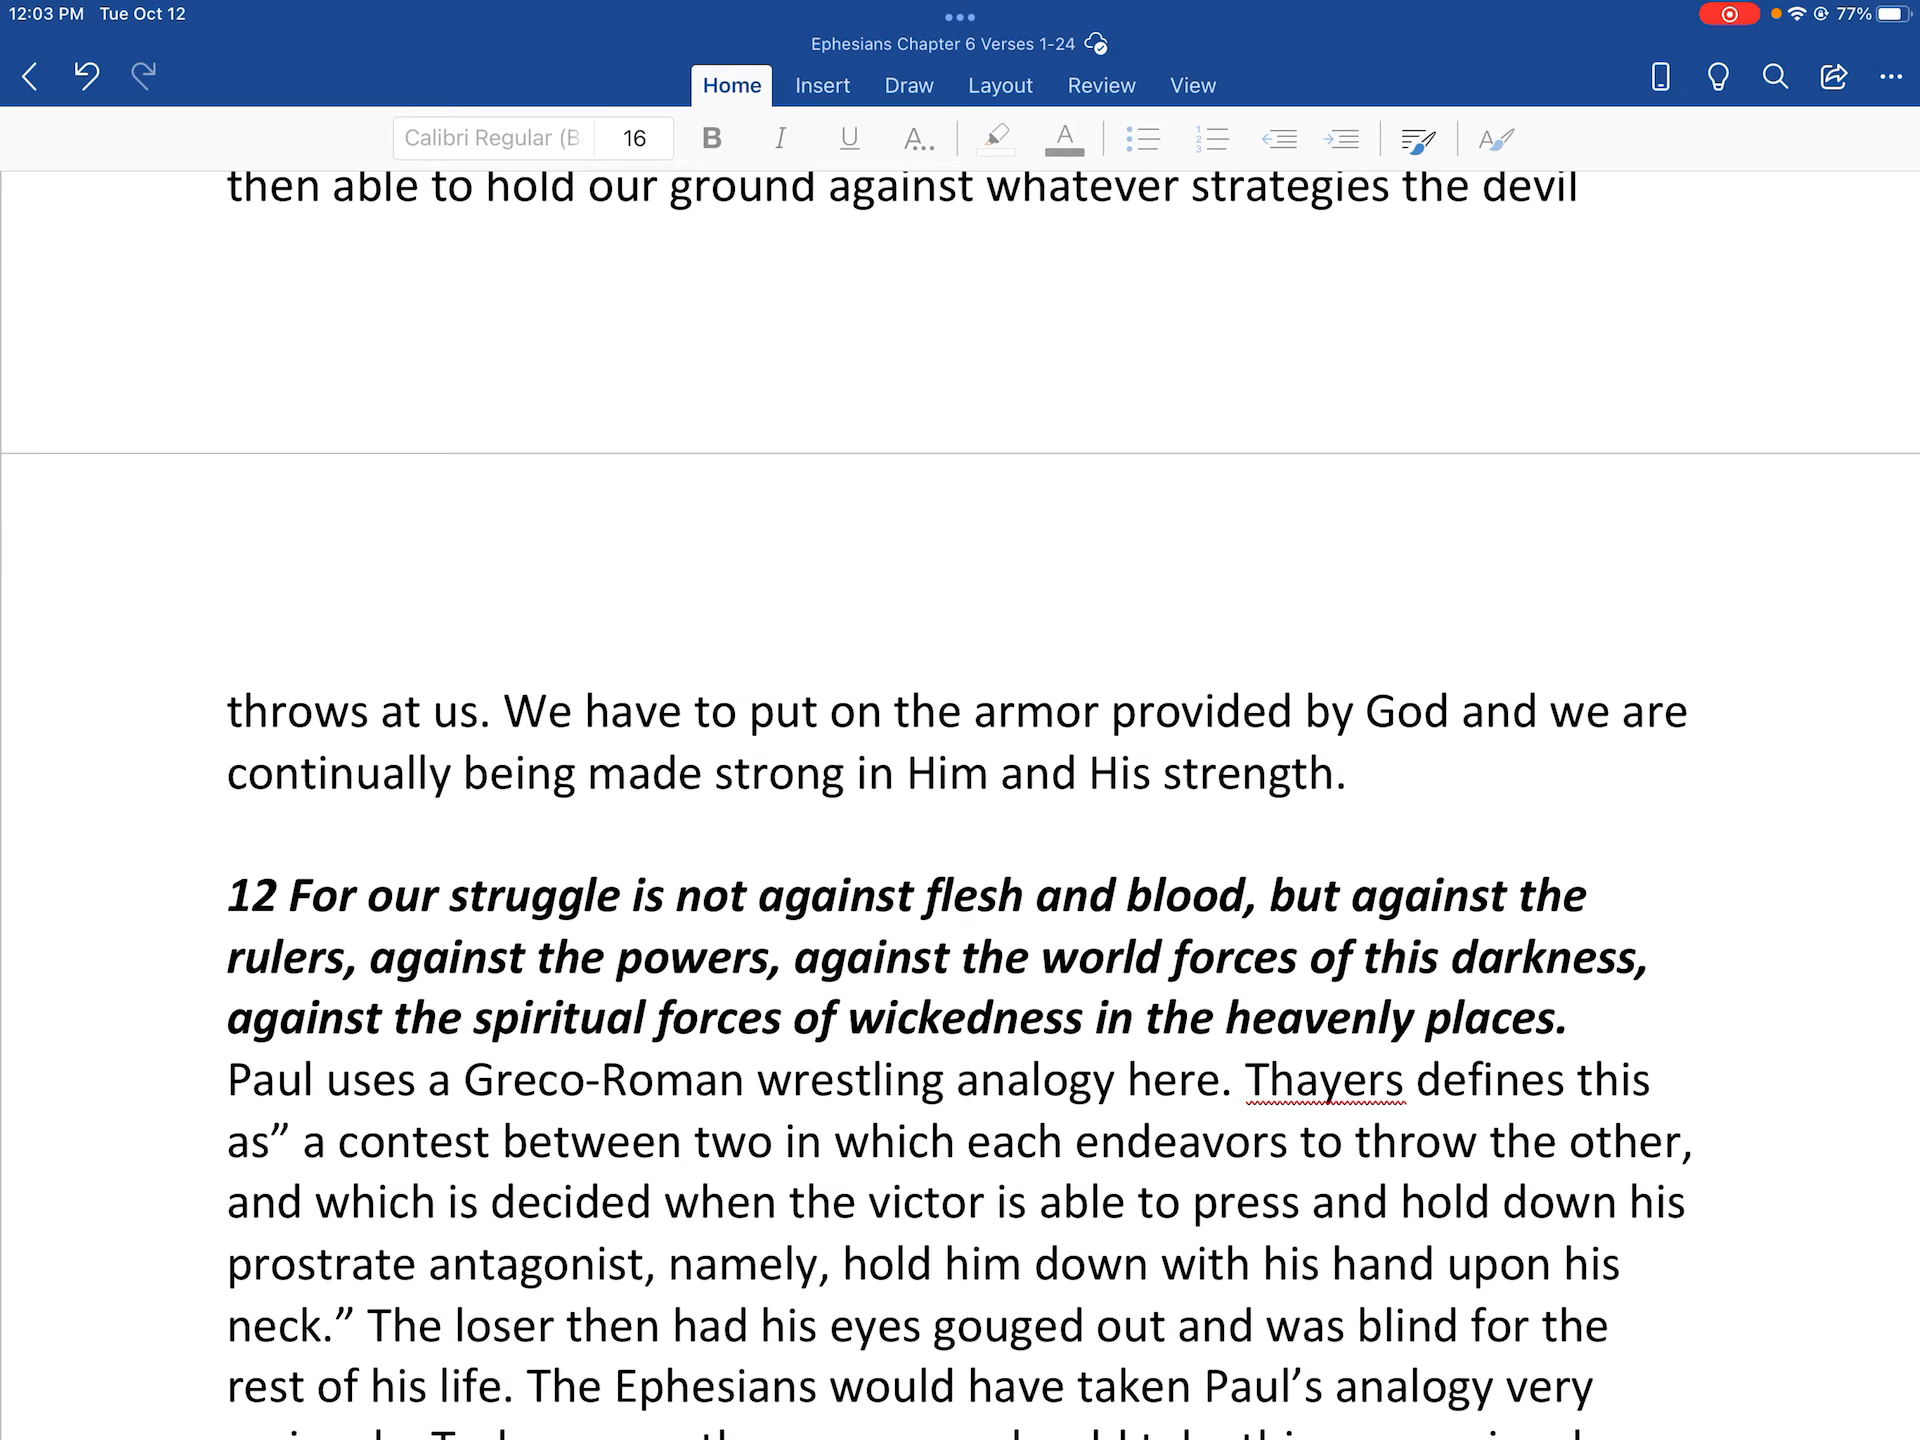 12:03 PM Tue Oct 12
77%
Ephesians Chapter 6 Verses 1-24
Home Insert Draw Layout Review View
Calibri Regular (B 16 B I U A.. A
then able to hold our ground against whatever strategies the devil
throws at us. We have to put on the armor provided by God and we are
continually being made strong in Him and His strength.
12 For our struggle is not against flesh and blood, but against the
rulers, against the powers, against the world forces of this darkness,
against the spiritual forces of wickedness in the heavenly places.
Paul uses a Greco-Roman wrestling analogy here. Thayers defines this
as” a contest between two in which each endeavors to throw the other,
and which is decided when the victor is able to press and hold down his
prostrate antagonist, namely, hold him down with his hand upon his
neck.” The loser then had his eyes gouged out and was blind for the
rest of his life. The Ephesians would have taken Paul’s analogy very